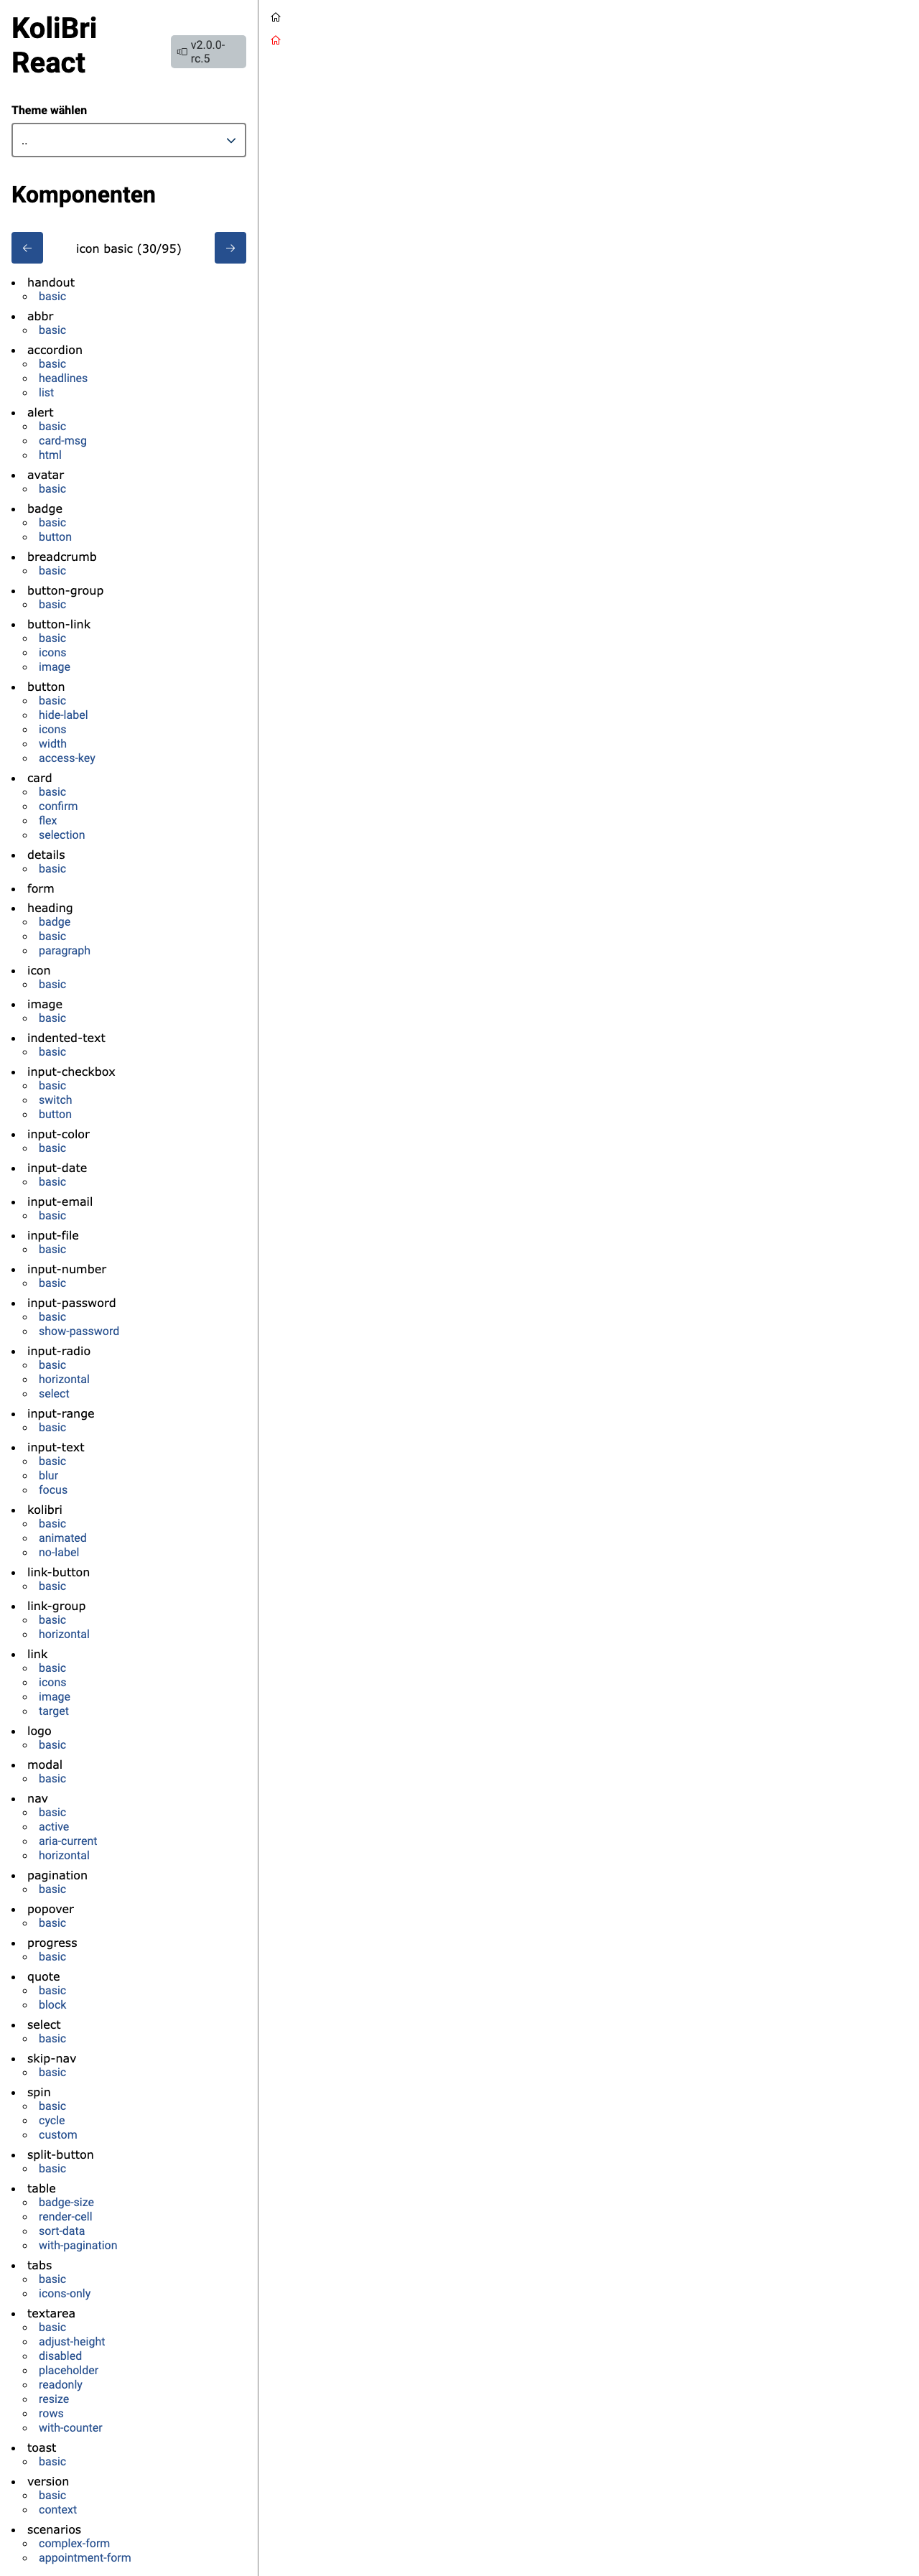 KoliBri
React
v2.0.0-
rc.5
Theme wählen
..
Komponenten
icon basic (30/95)
handout
basic
abbr
basic
accordion
basic
headlines
list
alert
basic
card-msg
html
avatar
basic
badge
basic
button
breadcrumb
basic
button-group
basic
button-link
basic
icons
image
button
basic
hide-label
icons
width
access-key
card
basic
confirm
flex
selection
details
basic
form
heading
badge
basic
paragraph
icon
basic
image
basic
indented-text
basic
input-checkbox
basic
switch
button
input-color
basic
input-date
basic
input-email
basic
input-file
basic
input-number
basic
input-password
basic
show-password
input-radio
basic
horizontal
select
input-range
basic
input-text
basic
blur
focus
kolibri
basic
animated
no-label
link-button
basic
link-group
basic
horizontal
link
basic
icons
image
target
logo
basic
modal
basic
nav
basic
active
aria-current
horizontal
pagination
basic
popover
basic
progress
basic
quote
basic
block
select
basic
skip-nav
basic
spin
basic
cycle
custom
split-button
basic
table
badge-size
render-cell
sort-data
with-pagination
tabs
basic
icons-only
textarea
basic
adjust-height
disabled
placeholder
readonly
resize
rows
with-counter
toast
basic
version
basic
context
scenarios
complex-form
appointment-form